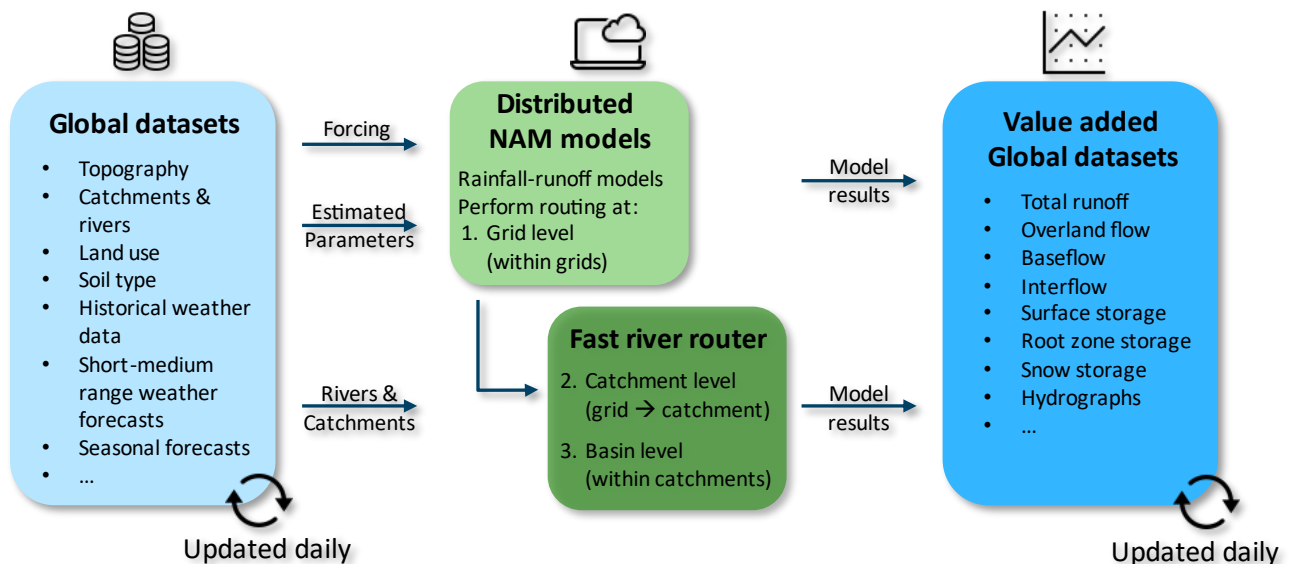 Global datasets
• Topography
• Catchments &
rivers
• Land use
• Soil type
• Historical weather
data
• Short-medium
range weather
forecasts
• Seasonal forecasts
• ...
Updated daily
Forcing
Estimated
Parameters
Rivers &
Catchments
Distributed
NAM models
Rainfall-runoff models
Perform routing at:
1. Grid level
(within grids)
Fast river router
2. Catchment level
(grid → catchment)
3. Basin level
(within catchments)
Model
results
Model
results
Value added
Global datasets
• Total runoff
• Overland flow
• Baseflow
• Interflow
• Surface storage
• Root zone storage
• Snow storage
• Hydrographs
• ...
Updated daily